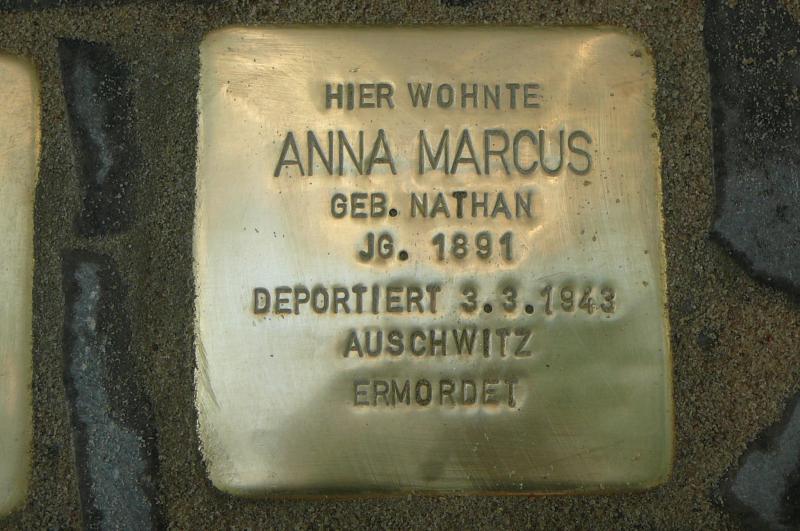 HIER WOHNTE
ANNA MARCUS
GEB. NATHAN
JG. 1891
DEPORTIERT 3.3.1943
AUSCHWITZ
ERMORDET